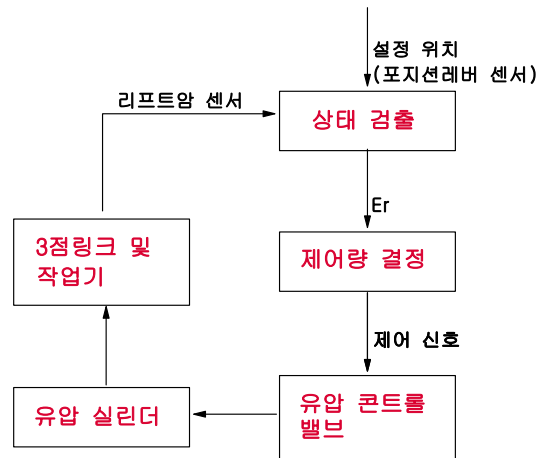 설정 위치
(포지션레버 센서)
리프트암 센서
상태 검출
Er
3점링크 및
작업기
제어량 결정
제어 신호
유압 실린더
유압 콘트롤
밸브